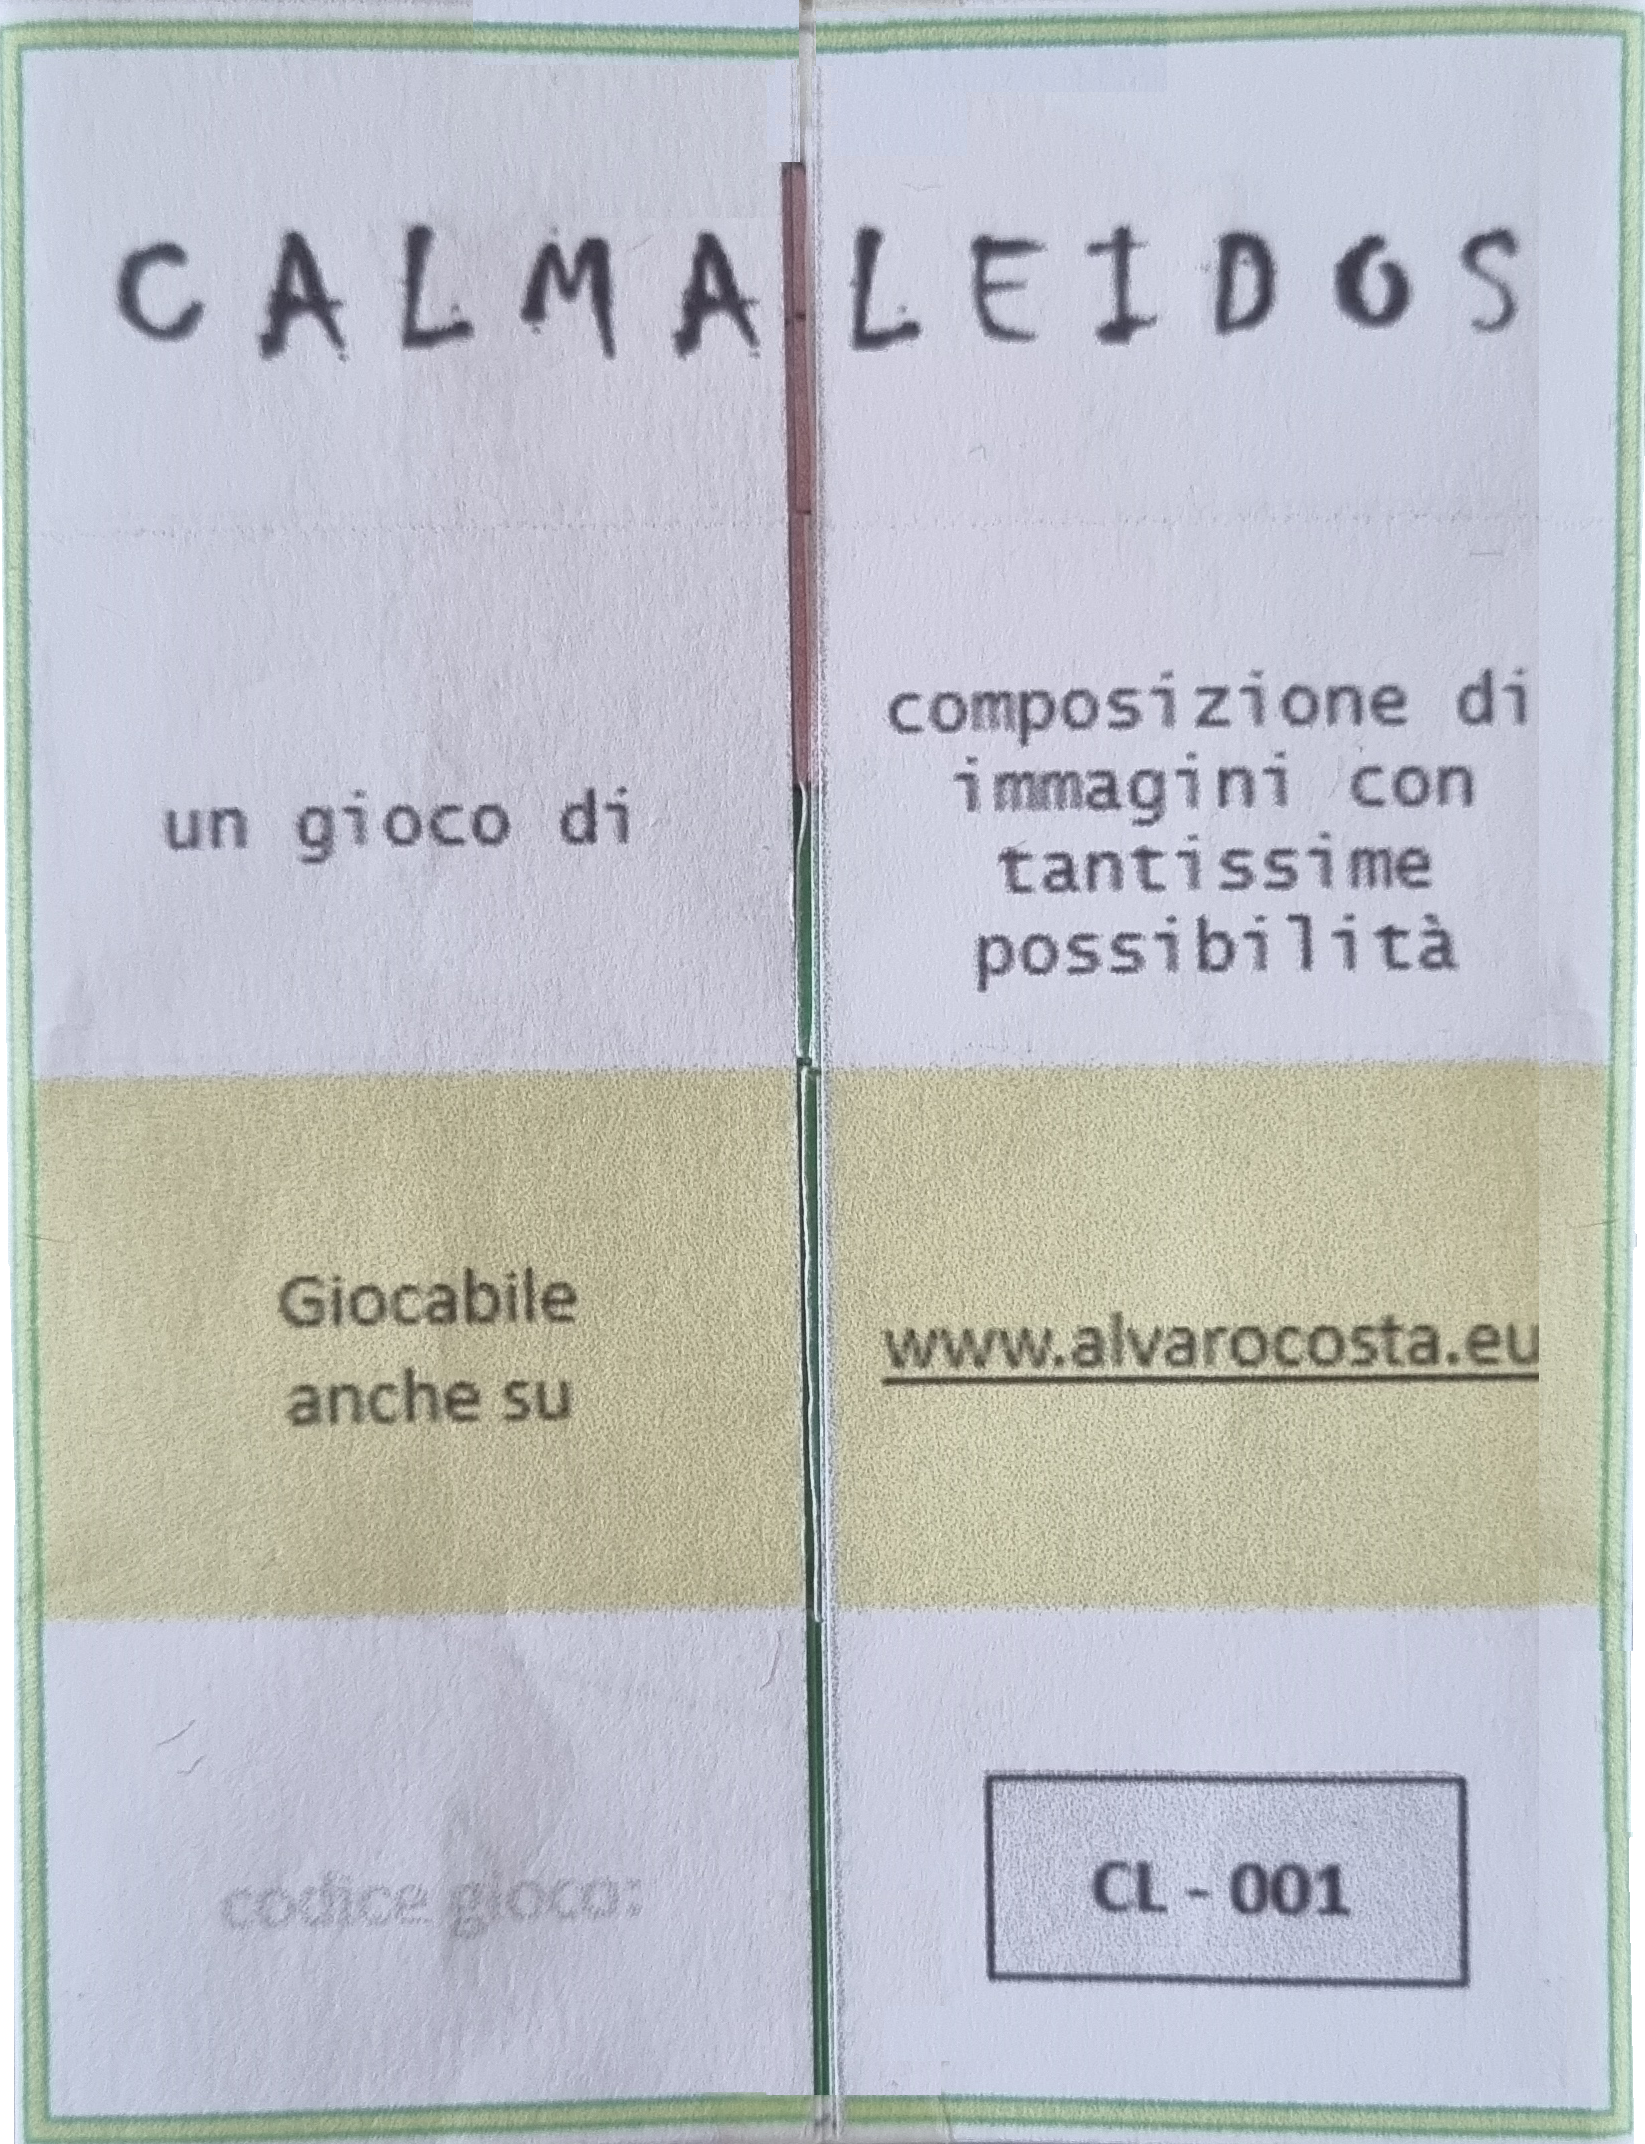 CALMALEIDOS
un gioco di
composizione di
immagini con
tantissime
possibilità
Giocabile
anche su
www.alvarocosta.eu
codice gioco:
CL - 001